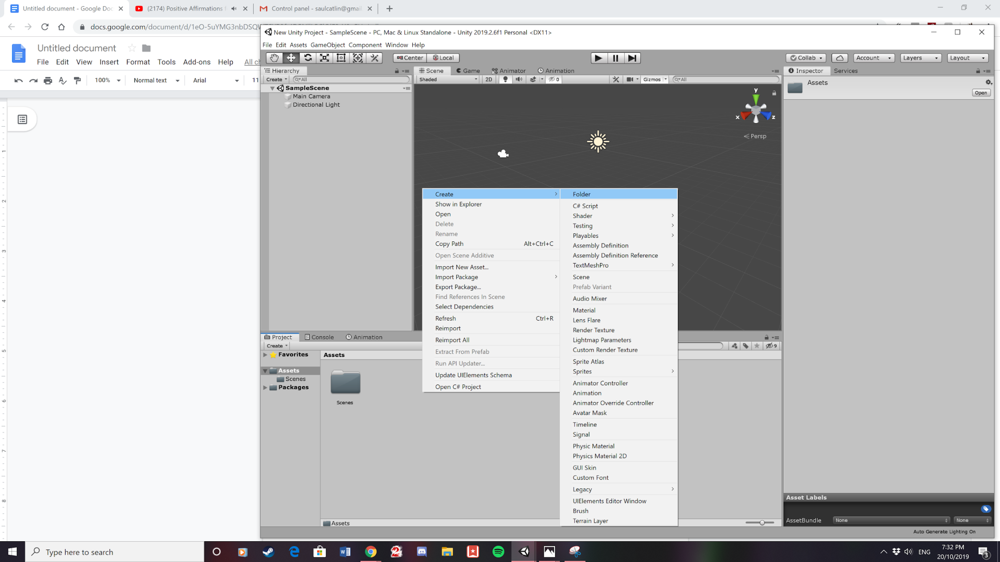 Untitled document - Google Doc
(2174) Positive Affirmations f
Control panel - saulcatlin@gmail
docs.google.com/document/d/1eO-5uYMG3nbDSQ
Untitled document
File Edit View Insert Format Tools Add-ons Help All ch
100% Normal text Arial 11
1
2
3
4
5
6
7
8
New Unity Project - SampleScene - PC, Mac & Linux Standalone - Unity 2019.2.6f1 Personal <DX11>
File Edit Assets GameObject Component Window Help
Center Local
Collab Account Layers Layout
Hierarchy
Create All
SampleScene
Main Camera
Directional Light
Scene Game Animator Animation
Shaded 2D 0 Gizmos All
y
x z
Persp
Inspector Services
Assets
Open
Create
Show in Explorer
Open
Delete
Rename
Copy Path Alt+Ctrl+C
Open Scene Additive
Import New Asset...
Import Package
Export Package...
Find References In Scene
Select Dependencies
Refresh Ctrl+R
Reimport
Reimport All
Extract From Prefab
Run API Updater...
Update UIElements Schema
Open C# Project
Folder
C# Script
Shader
Testing
Playables
Assembly Definition
Assembly Definition Reference
TextMeshPro
Scene
Prefab Variant
Audio Mixer
Material
Lens Flare
Render Texture
Lightmap Parameters
Custom Render Texture
Sprite Atlas
Sprites
Animator Controller
Animation
Animator Override Controller
Avatar Mask
Timeline
Signal
Physic Material
Physics Material 2D
GUI Skin
Custom Font
Legacy
UIElements Editor Window
Brush
Terrain Layer
Project Console Animation
Create
9
Favorites
Assets
Scenes
Packages
Assets
Scenes
Assets
Asset Labels
AssetBundle None None
Auto Generate Lighting On
Type here to search
ENG
7:32 PM
20/10/2019
3